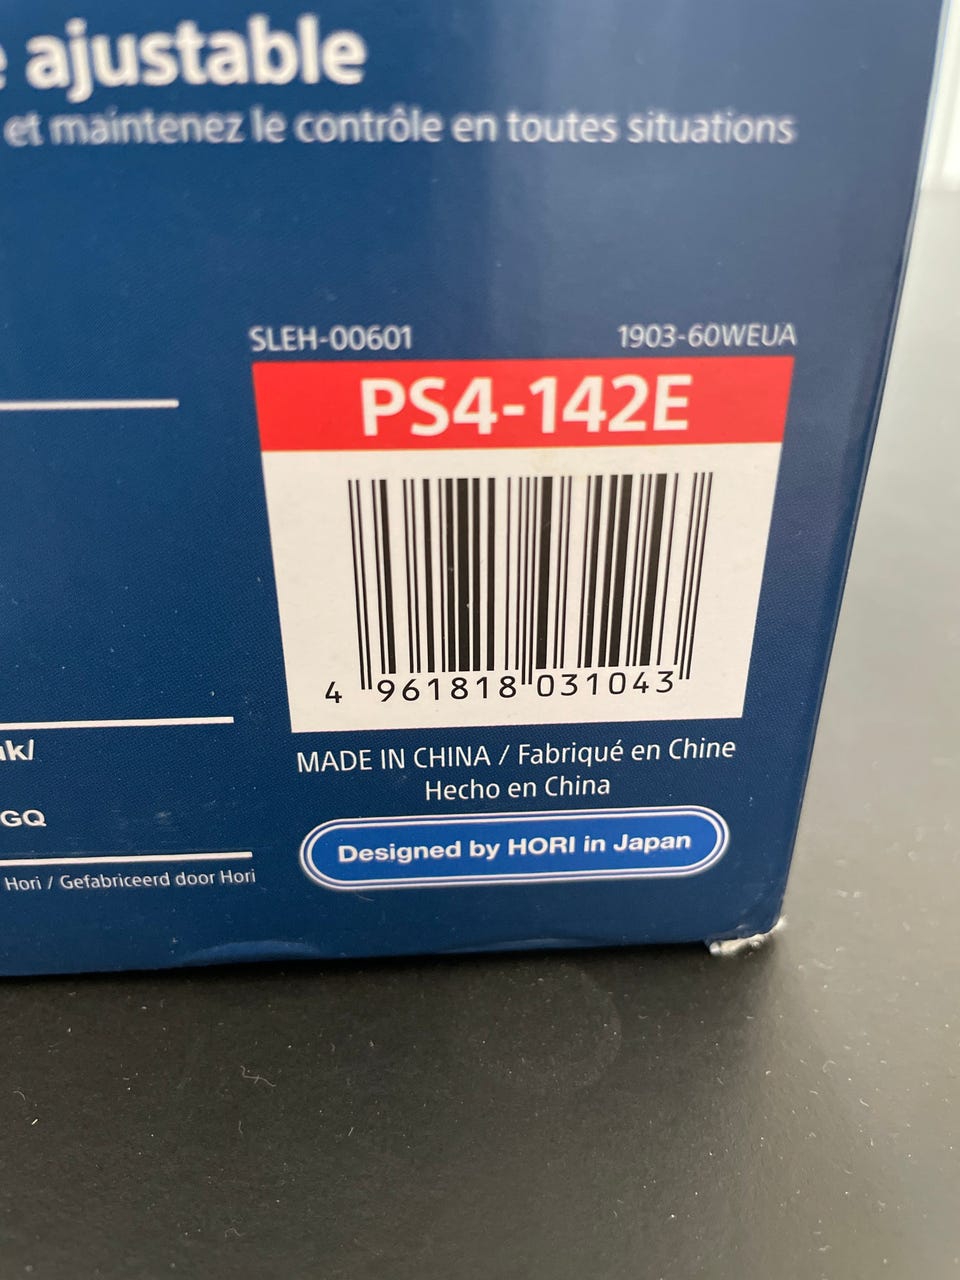 ajustable
et maintenez le contrôle en toutes situations
SLEH-00601 1903-60WEUA
PS4-142E
4 961818 031043
MADE IN CHINA / Fabriqué en Chine
Hecho en China
uk/
GQ
Designed by HORI in Japan
Hori / Gefabriceerd door Hori